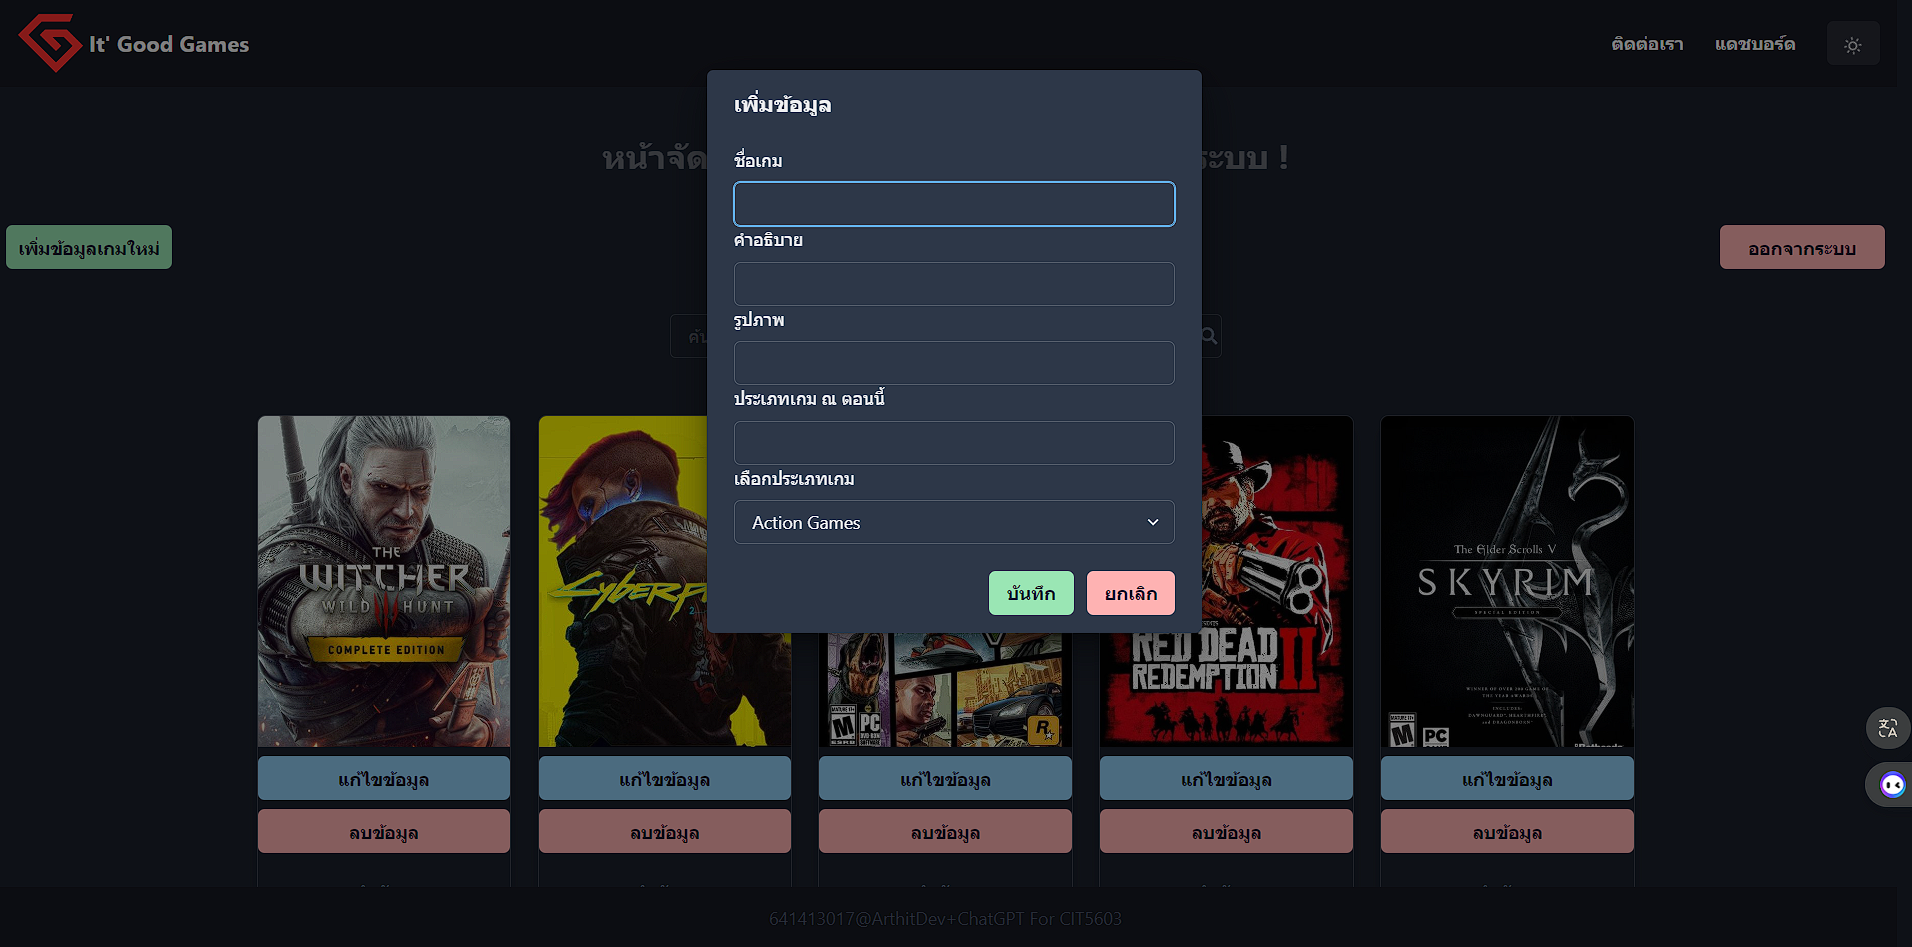 It' Good Games
ติดต่อเรา
แดชบอร์ด
หน้าจัด
ระบบ !
เพิ่มข้อมูลเกมใหม่
ออกจากระบบ
เพิ่มข้อมูล
ชื่อเกม
คำอธิบาย
รูปภาพ
ประเภทเกม ณ ตอนนี้
เลือกประเภทเกม
Action Games
บันทึก
ยกเลิก
THE
WITCHER
WILD HUNT
COMPLETE EDITION
MATURE 17+
M
PC
ESRB
R
RED DEAD
REDEMPTION II
The Elder Scrolls V
SKYRIM
SPECIAL EDITION
MATURE 17+
M
PC
แก้ไขข้อมูล
แก้ไขข้อมูล
แก้ไขข้อมูล
แก้ไขข้อมูล
แก้ไขข้อมูล
ลบข้อมูล
ลบข้อมูล
ลบข้อมูล
ลบข้อมูล
ลบข้อมูล
641413017@ArthitDev+ChatGPT For CIT5603